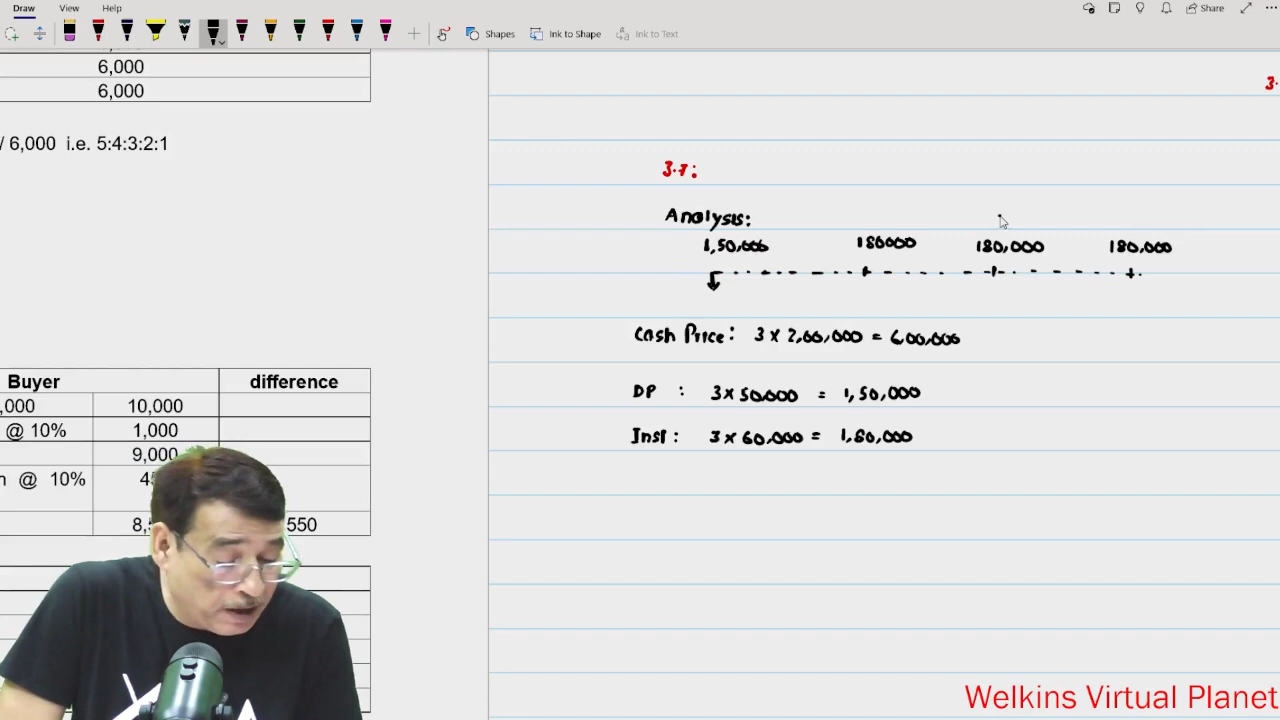 Draw View Help
Share
Shapes Ink to Shape Ink to Text
6,000
6,000
/ 6,000 i.e. 5:4:3:2:1
3.
3.7:
Analysis:
1,50,000 180000 180,000 180,000
Cash Price: 3 x 2,00,000 = 6,00,000
DP : 3 x 50,000 = 1,50,000
Inst: 3 x 60,000 = 1,80,000
Buyer difference
,000 10,000
@ 10% 1,000
9,000
@ 10% 45
8, 550
Welkins Virtual Planet